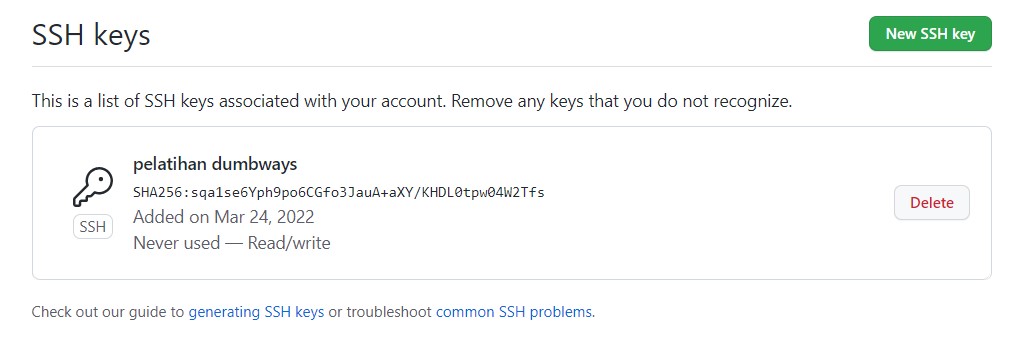 SSH keys
New SSH key
This is a list of SSH keys associated with your account. Remove any keys that you do not recognize.
pelatihan dumbways
SHA256:sqa1se6Yph9po6CGfo3JauA+aXY/KHDL0tpw04W2Tfs
Added on Mar 24, 2022
Never used — Read/write
SSH
Delete
Check out our guide to generating SSH keys or troubleshoot common SSH problems.